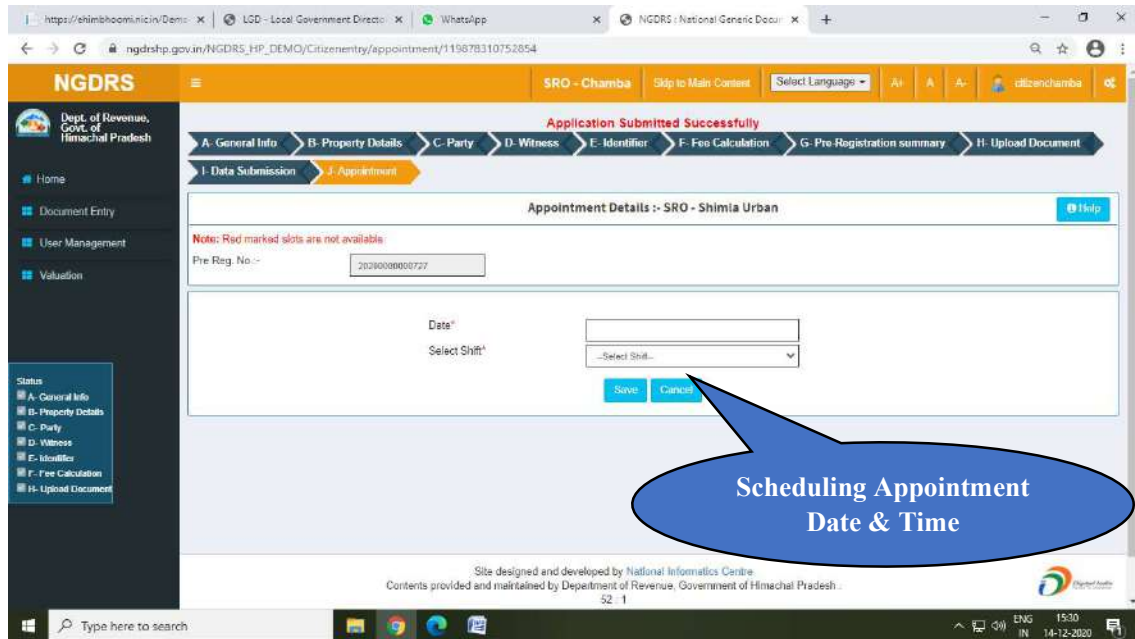 https://ehimbhoomi.nic.in/Dem
LGD - Local Government Directo
WhatsApp
NGDRS : National Generic Docur
ngdrshp.gov.in/NGDRS_HP_DEMO/Citizenentry/appointment/119878310752854
NGDRS
SRO - Chamba
Skip to Main Content
Select Language
A+
A
A-
citizenchamba
Dept. of Revenue,
Govt. of
Himachal Pradesh
Home
Document Entry
User Management
Valuation
Application Submitted Successfully
A- General Info
B- Property Details
C- Party
D- Witness
E- Identifier
F- Fee Calculation
G- Pre-Registration summary
H- Upload Document
I- Data Submission
J- Appointment
Appointment Details :- SRO - Shimla Urban
Help
Note: Red marked slots are not available
Pre Reg. No.:-
20200000000727
Date*
Select Shift*
--Select Shift--
Save
Cancel
Status
A- General Info
B- Property Details
C- Party
D- Witness
E- Identifier
F- Fee Calculation
H- Upload Document
Scheduling Appointment
Date & Time
Site designed and developed by National Informatics Centre
Contents provided and maintained by Department of Revenue, Government of Himachal Pradesh .
52 : 1
Type here to search
ENG
IN
15:30
14-12-2020